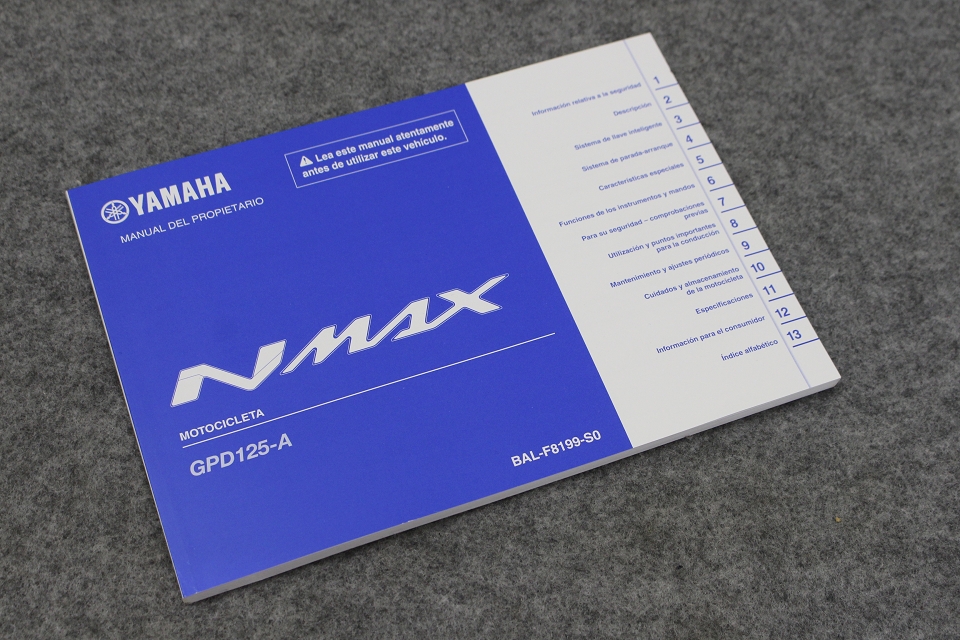 YAMAHA
MANUAL DEL PROPIETARIO
⚠ Lea este manual atentamente
antes de utilizar este vehículo.
NMAX
MOTOCICLETA
GPD125-A
BAL-F8199-S0
Información relativa a la seguridad 1
Descripción 2
Sistema de llave inteligente 3
Sistema de parada-arranque 4
Características especiales 5
Funciones de los instrumentos y mandos 6
Para su seguridad – comprobaciones
previas 7
Utilización y puntos importantes
para la conducción 8
Mantenimiento y ajustes periódicos 9
Cuidados y almacenamiento
de la motocicleta 10
Especificaciones 11
Información para el consumidor 12
Índice alfabético 13